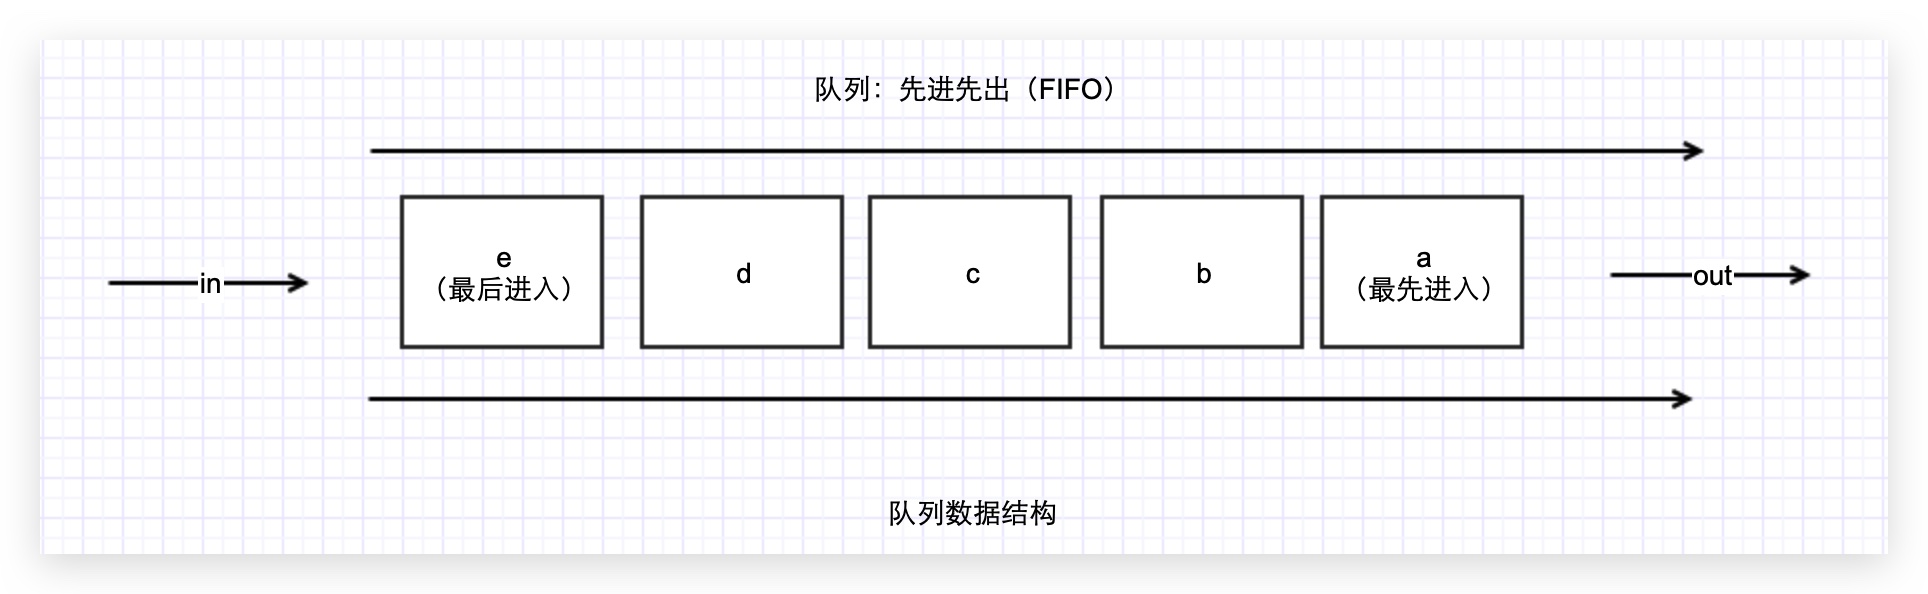 队列：先进先出（FIFO）
in
e
（最后进入）
d
c
b
a
（最先进入）
out
队列数据结构